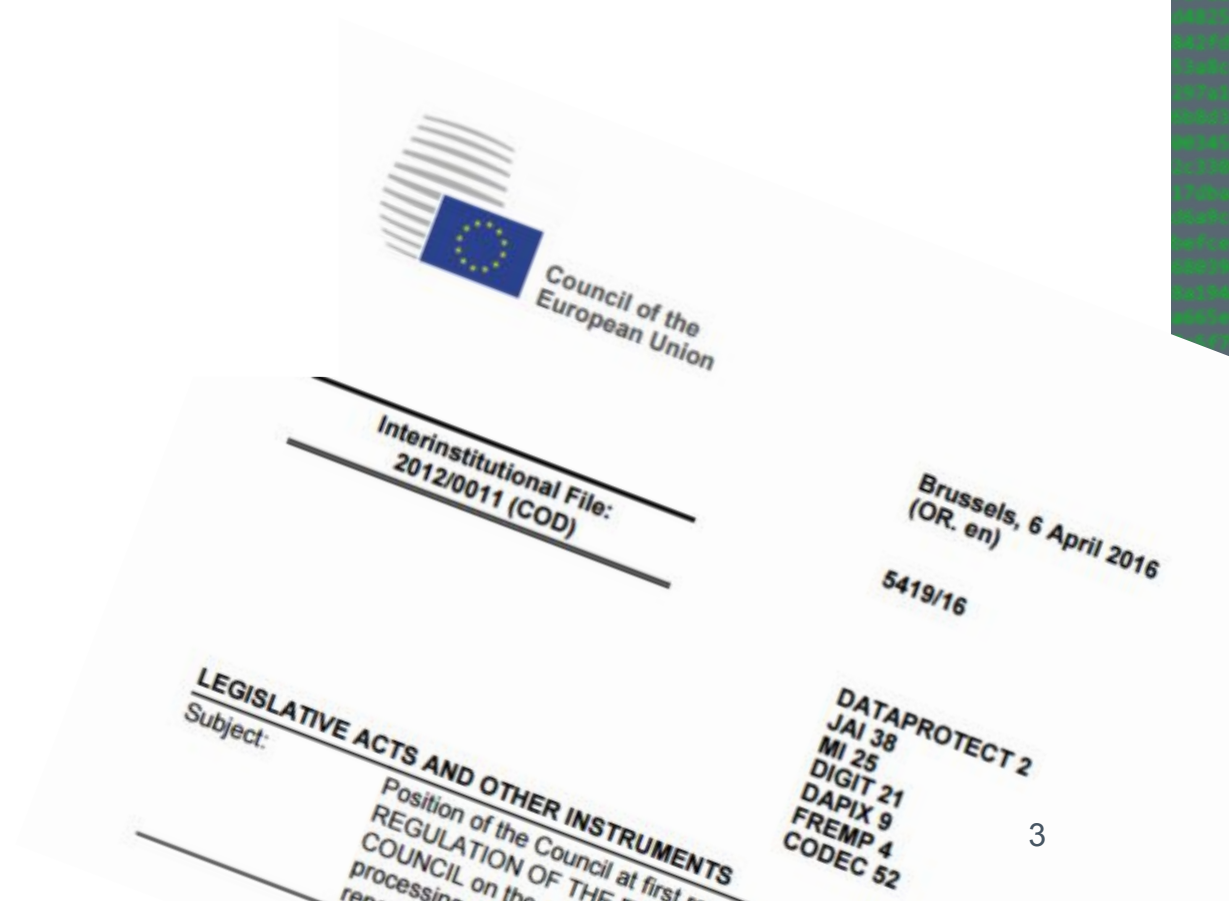 Council of the
European Union
Interinstitutional File:
2012/0011 (COD)
Brussels, 6 April 2016
(OR. en)
5419/16
DATAPROTECT 2
JAI 38
MI 25
DIGIT 21
DAPIX 9
FREMP 4
CODEC 52
LEGISLATIVE ACTS AND OTHER INSTRUMENTS
Subject:
Position of the Council at first
REGULATION OF THE
COUNCIL on the
processing
3